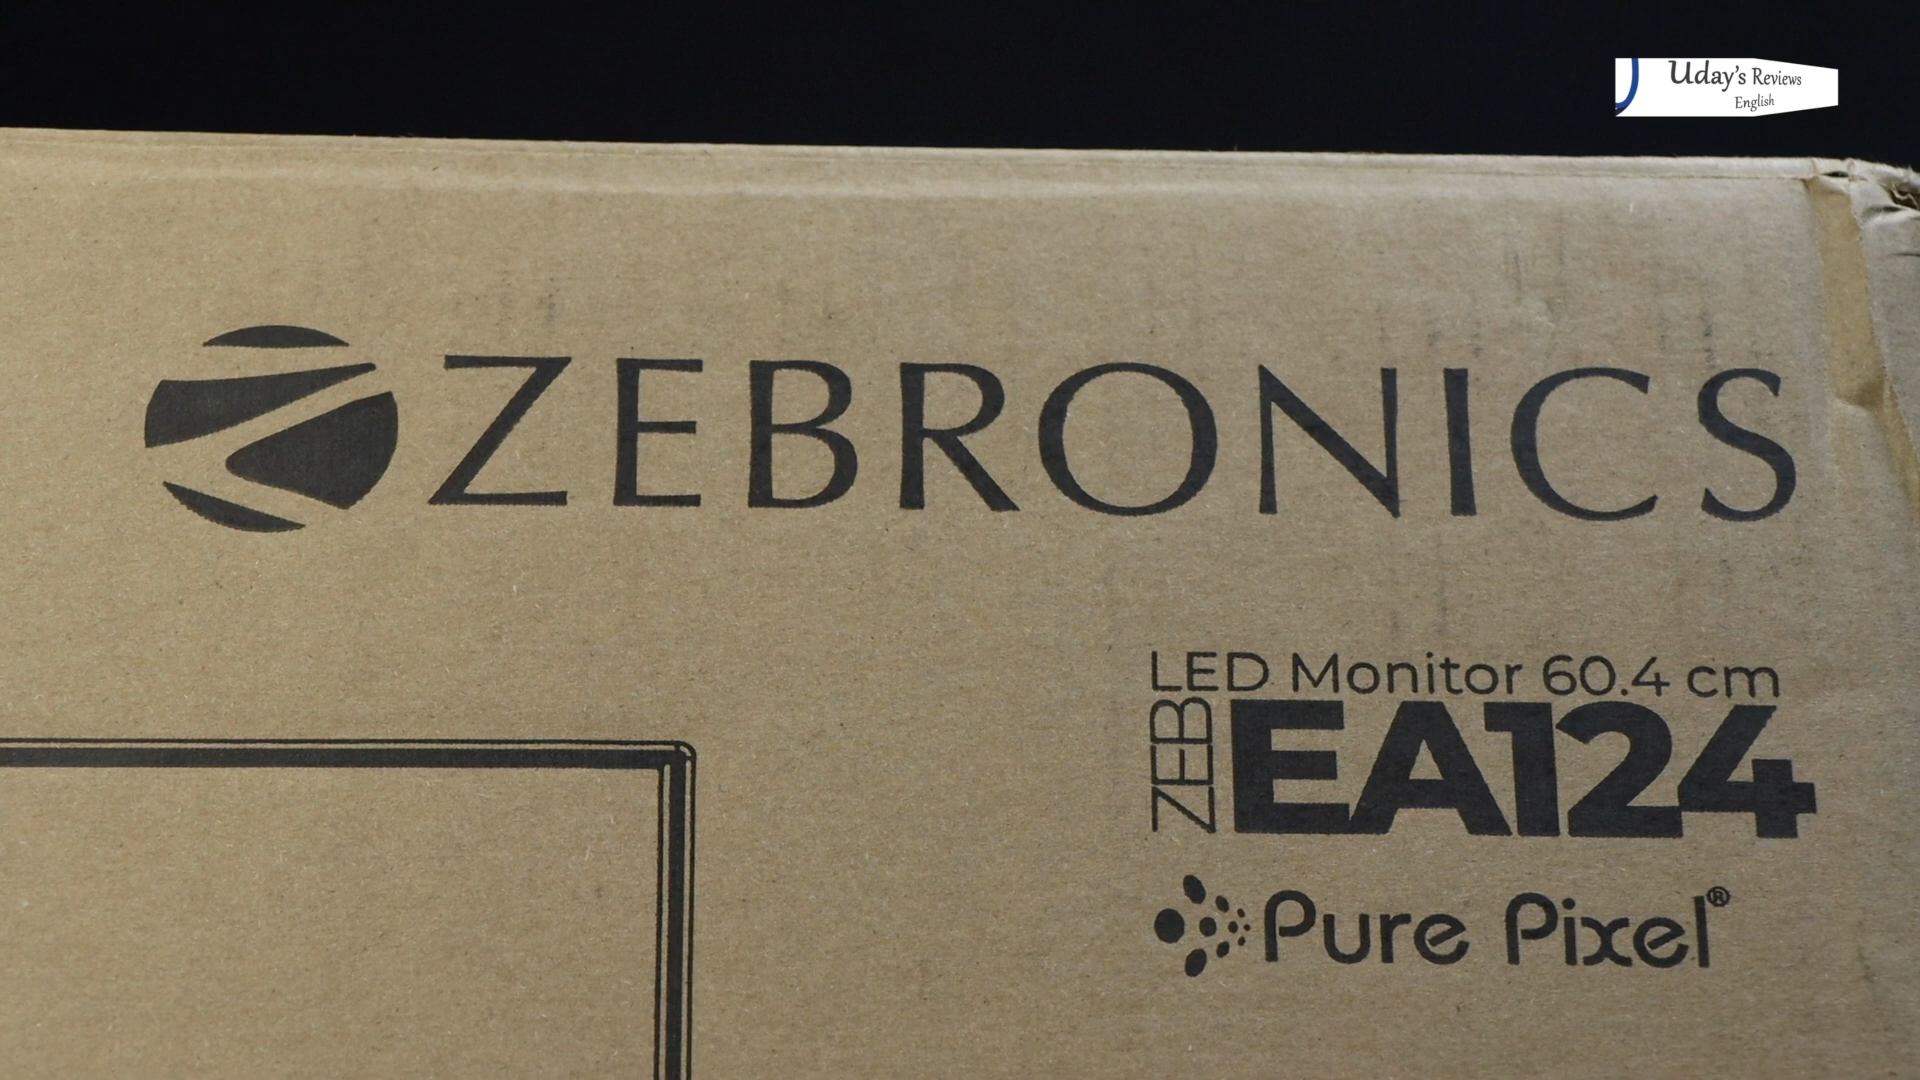 Uday's Reviews
English
ZEBRONICS
LED Monitor 60.4 cm
ZEB EA124
Pure Pixel®